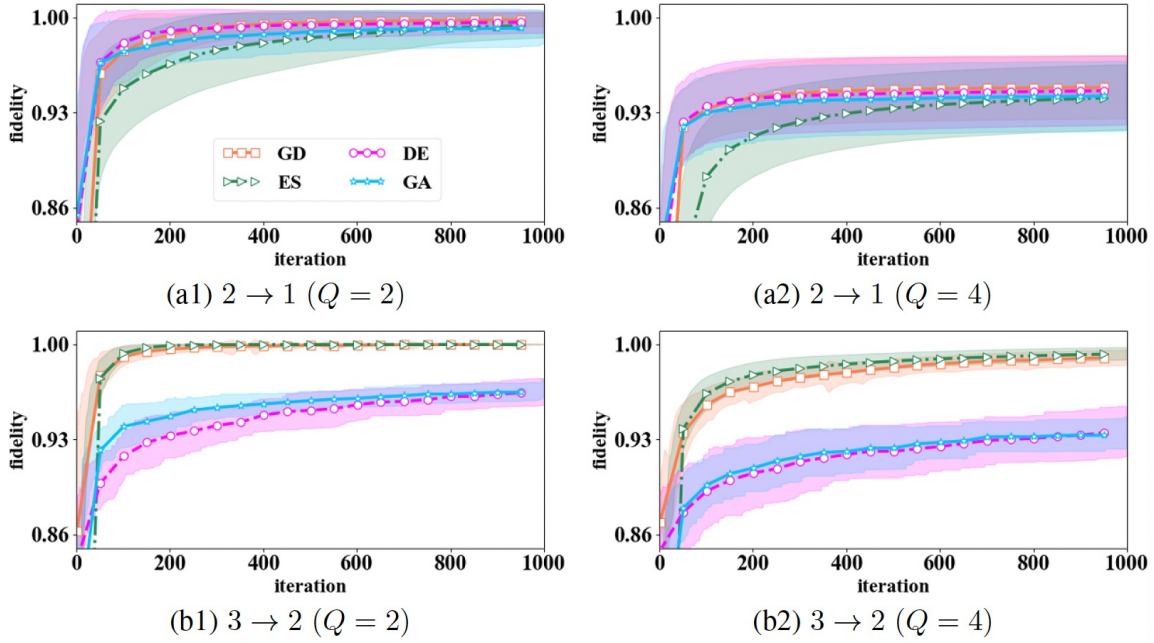 1.00
0.93
0.86
fidelity
GD
DE
ES
GA
0 200 400 600 800 1000
iteration
(a1) 2 → 1 (Q = 2)
1.00
0.93
0.86
fidelity
0 200 400 600 800 1000
iteration
(a2) 2 → 1 (Q = 4)
1.00
0.93
0.86
fidelity
0 200 400 600 800 1000
iteration
(b1) 3 → 2 (Q = 2)
1.00
0.93
0.86
fidelity
0 200 400 600 800 1000
iteration
(b2) 3 → 2 (Q = 4)